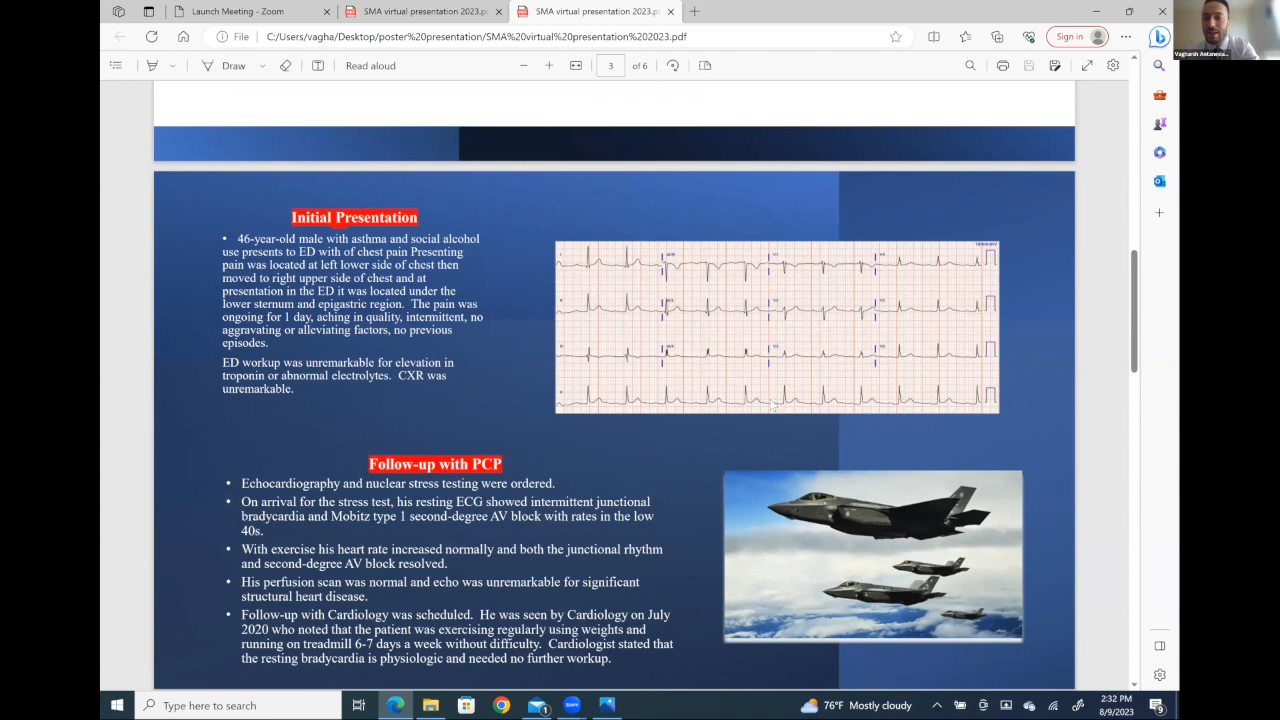 Launch Meeting - Zoom
SMA virtual presentation 2023.p
SMA virtual presentation 2023.p
File
C:/Users/vagha/Desktop/poster%20presentation/SMA%20virtual%20presentation%202023.pdf
Sign in
Draw
Read aloud
3
of 6
Initial Presentation
• 46-year-old male with asthma and social alcohol
use presents to ED with of chest pain Presenting
pain was located at left lower side of chest then
moved to right upper side of chest and at
presentation in the ED it was located under the
lower sternum and epigastric region. The pain was
ongoing for 1 day, aching in quality, intermittent, no
aggravating or alleviating factors, no previous
episodes.
ED workup was unremarkable for elevation in
troponin or abnormal electrolytes. CXR was
unremarkable.
Follow-up with PCP
• Echocardiography and nuclear stress testing were ordered.
• On arrival for the stress test, his resting ECG showed intermittent junctional
bradycardia and Mobitz type 1 second-degree AV block with rates in the low
40s.
• With exercise his heart rate increased normally and both the junctional rhythm
and second-degree AV block resolved.
• His perfusion scan was normal and echo was unremarkable for significant
structural heart disease.
• Follow-up with Cardiology was scheduled. He was seen by Cardiology on July
2020 who noted that the patient was exercising regularly using weights and
running on treadmill 6-7 days a week without difficulty. Cardiologist stated that
the resting bradycardia is physiologic and needed no further workup.
Vagharsh Antanesia...
Type here to search
76°F Mostly cloudy
2:32 PM
8/9/2023